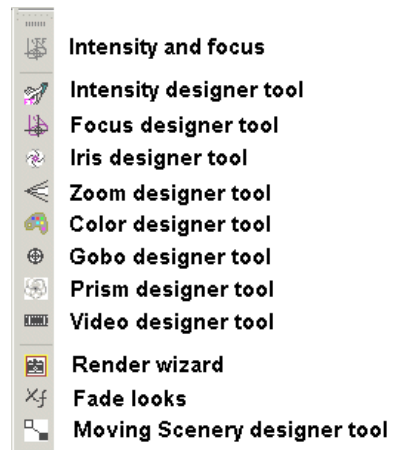 Intensity and focus
Intensity designer tool
Focus designer tool
Iris designer tool
Zoom designer tool
Color designer tool
Gobo designer tool
Prism designer tool
Video designer tool
Render wizard
Fade looks
Moving Scenery designer tool